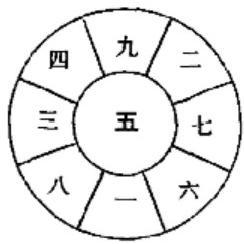 四 九 二
三 五 七
八 一 六